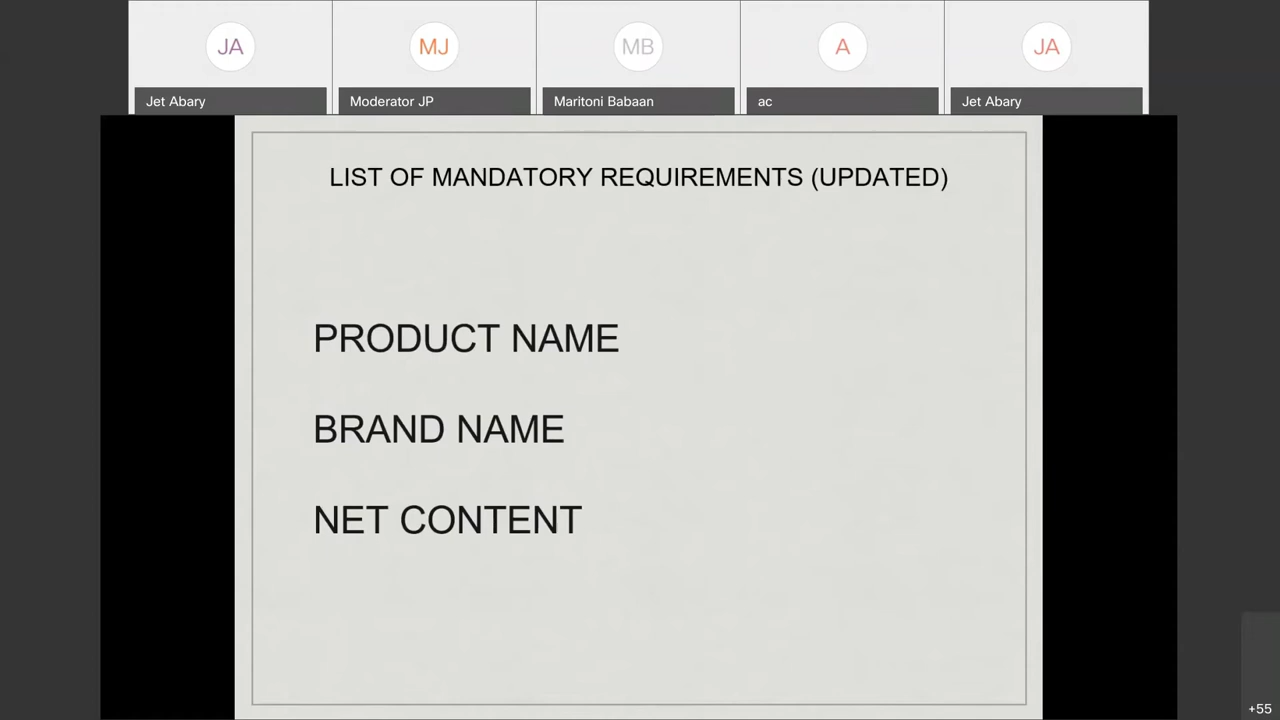 JA
MJ
MB
A
JA
Jet Abary
Moderator JP
Maritoni Babaan
ac
Jet Abary
LIST OF MANDATORY REQUIREMENTS (UPDATED)
PRODUCT NAME
BRAND NAME
NET CONTENT
+55